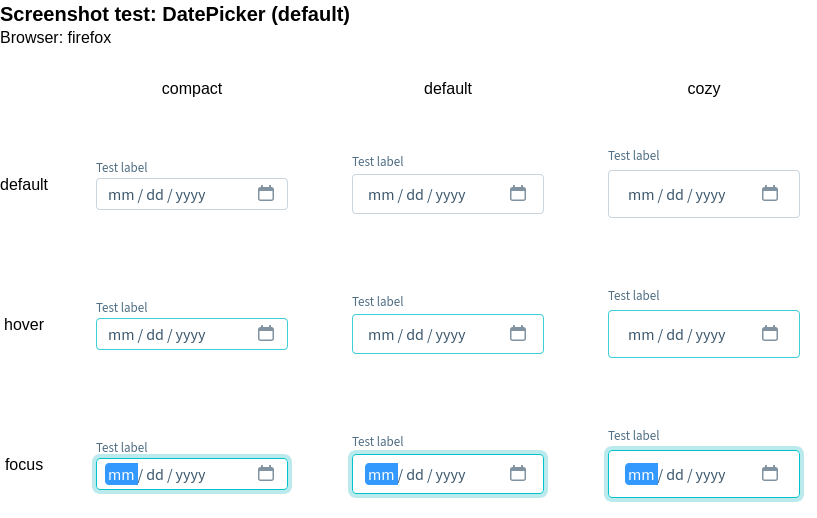 Screenshot test: DatePicker (default)
Browser: firefox
compact default cozy
Test label Test label Test label
default mm / dd / yyyy mm / dd / yyyy mm / dd / yyyy
Test label Test label Test label
hover mm / dd / yyyy mm / dd / yyyy mm / dd / yyyy
Test label Test label Test label
focus mm / dd / yyyy mm / dd / yyyy mm / dd / yyyy